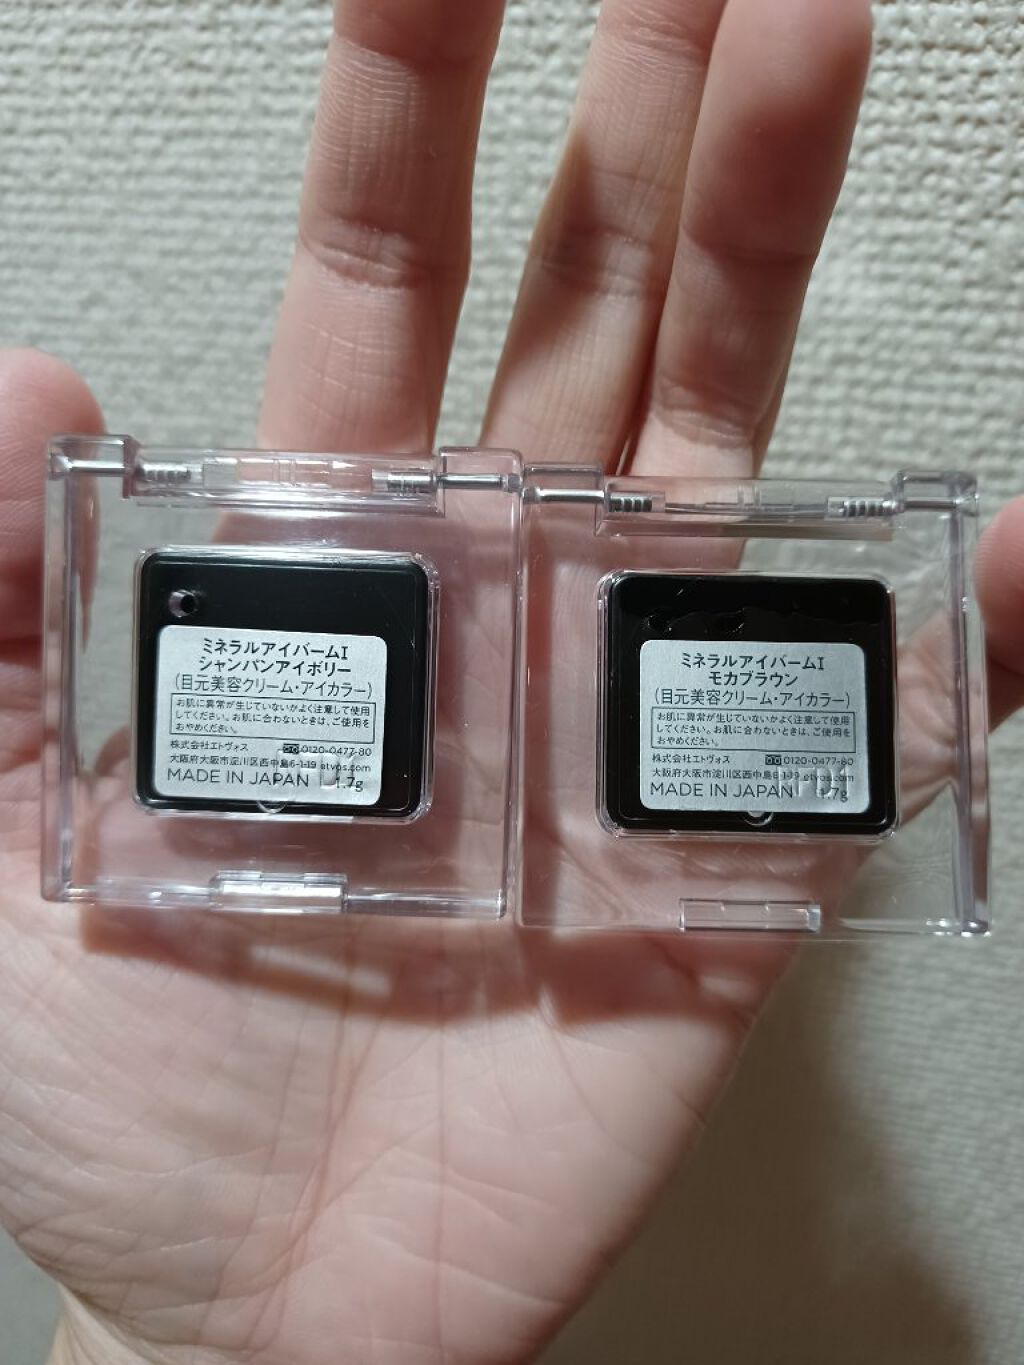 ミネラルアイバームI
シャンパンアイボリー
(目元美容クリーム・アイカラー)
お肌に異常が生じていないかよく注意して使用
してください。お肌に合わないときは、ご使用を
おやめください。
株式会社エトヴォス 0120-0477-80
大阪府大阪市淀川区西中島6-1-19 etvos.com
MADE IN JAPAN 1.7g
ミネラルアイバームI
モカブラウン
(目元美容クリーム・アイカラー)
お肌に異常が生じていないかよく注意して使用
してください。お肌に合わないときは、ご使用を
おやめください。
株式会社エトヴォス 0120-0477-80
大阪府大阪市淀川区西中島6-1-19 etvos.com
MADE IN JAPAN 1.7g